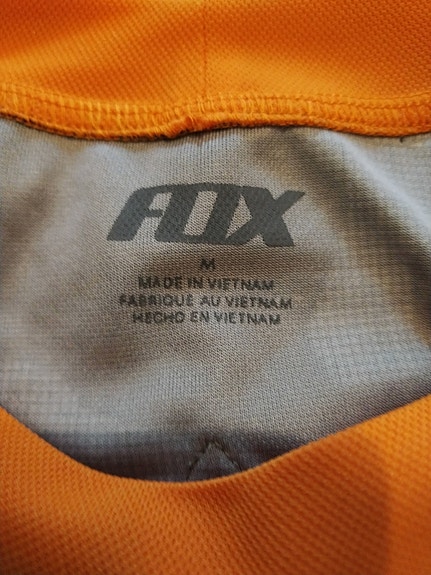 FOX
M
MADE IN VIETNAM
FABRIQUÉ AU VIETNAM
HECHO EN VIETNAM